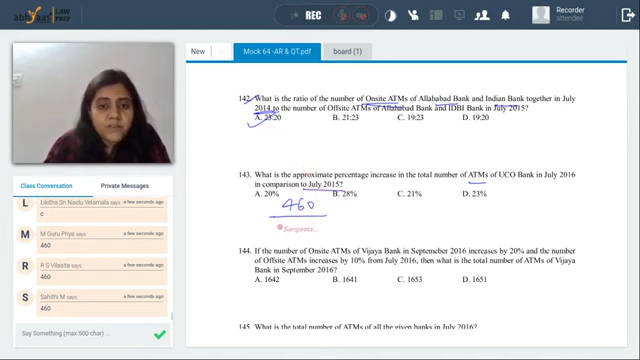 abhyaas LAW PREP
REC
Recorder
attendee
New
Mock 64 -AR & QT.pdf
board (1)
142. What is the ratio of the number of Onsite ATMs of Allahabad Bank and Indian Bank together in July
2014 to the number of Offsite ATMs of Allahabad Bank and IDBI Bank in July 2015?
A. 23:20 B. 21:23 C. 19:23 D. 19:20
143. What is the approximate percentage increase in the total number of ATMs of UCO Bank in July 2016
in comparison to July 2015?
A. 20% B. 28% C. 21% D. 23%
460
Sangeeta...
144. If the number of Onsite ATMs of Vijaya Bank in Septemeber 2016 increases by 20% and the number
of Offsite ATMs increases by 10% from July 2016, then what is the total number of ATMs of Vijaya
Bank in September 2016?
A. 1642 B. 1641 C. 1653 D. 1651
145. What is the total number of ATMs of all the given banks in July 2016?
Class Conversation
Private Messages
L
Likitha Sri Naidu Velamala says : a few seconds ago
c
M
M Guru Priya says : a few seconds ago
460
R
R S Vilasita says : a few seconds ago
460
S
Sahithi M says : a few seconds ago
460
Say Something (max 500 char)